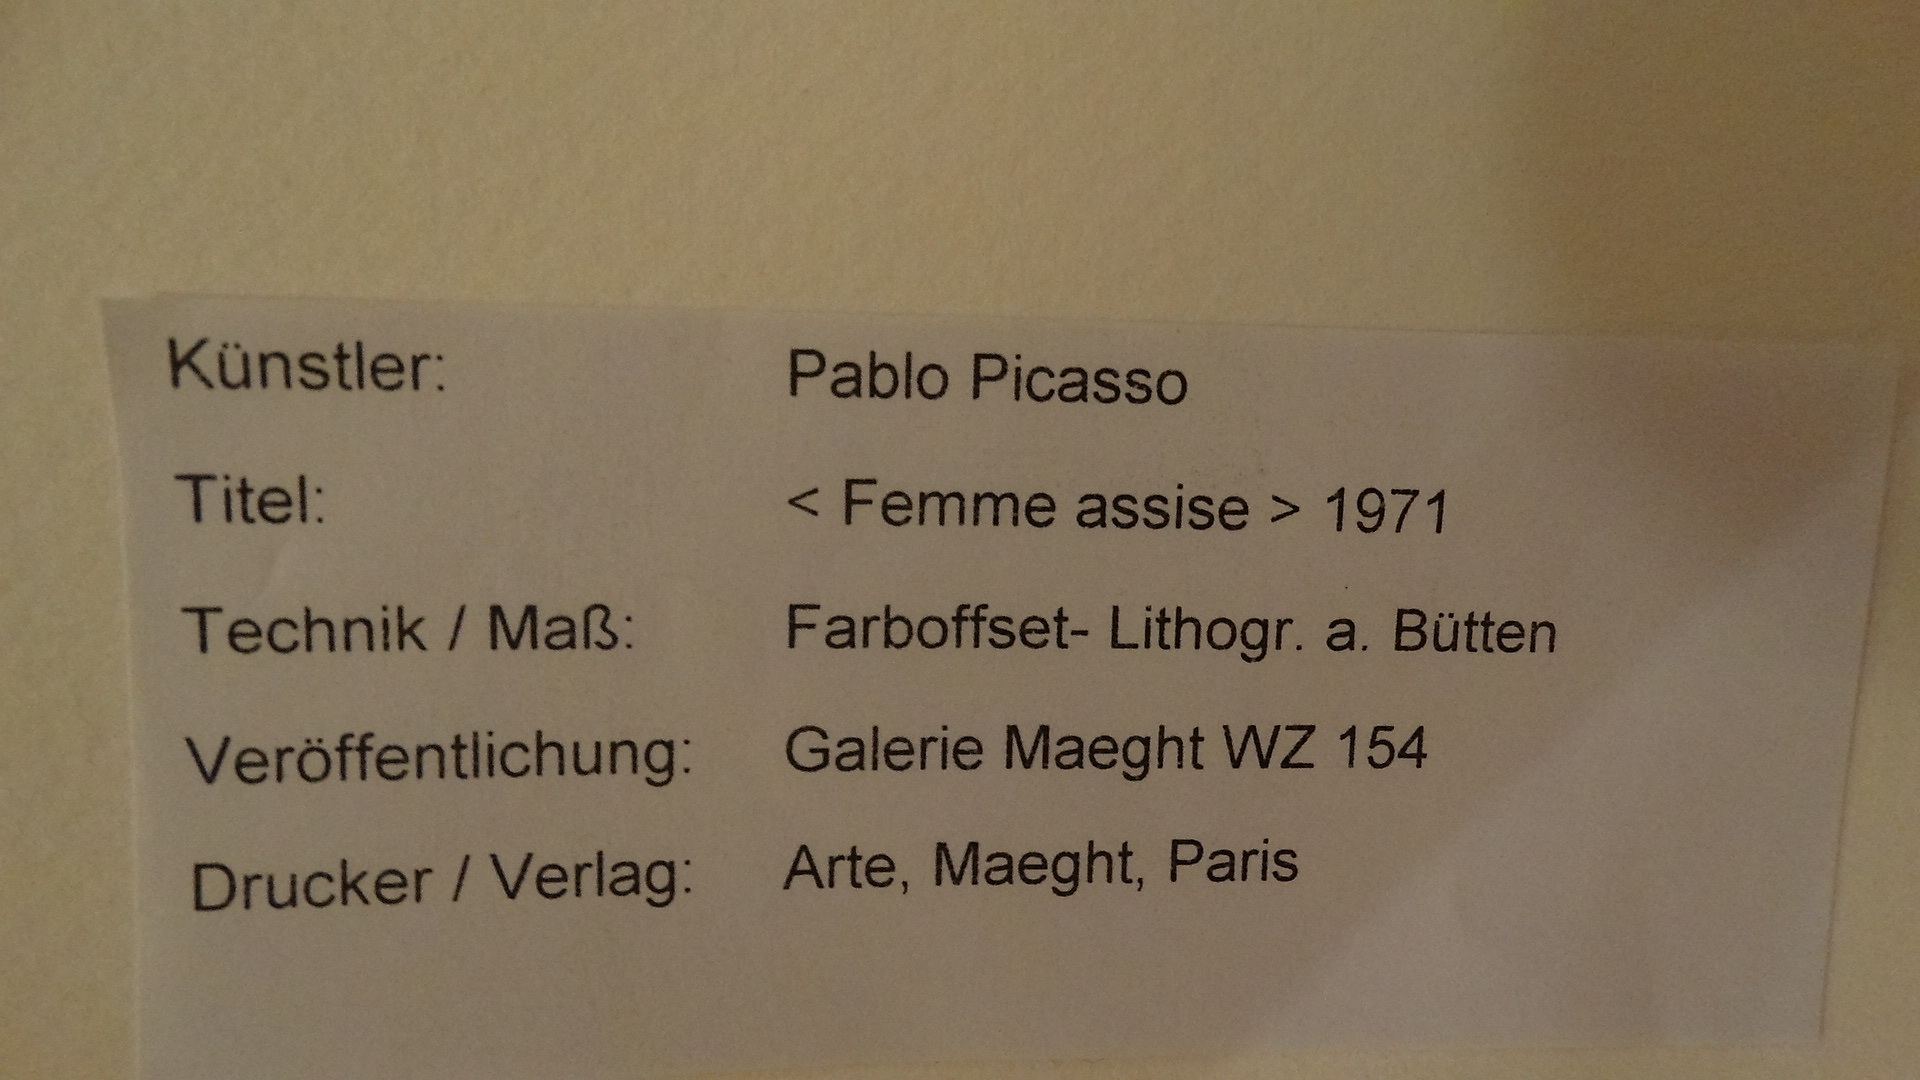 Künstler: Pablo Picasso
Titel: < Femme assise > 1971
Technik / Maß: Farboffset- Lithogr. a. Bütten
Veröffentlichung: Galerie Maeght WZ 154
Drucker / Verlag: Arte, Maeght, Paris